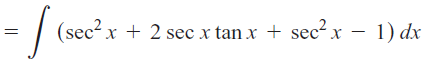 = ∫ (sec² x + 2 sec x tan x + sec² x − 1) dx